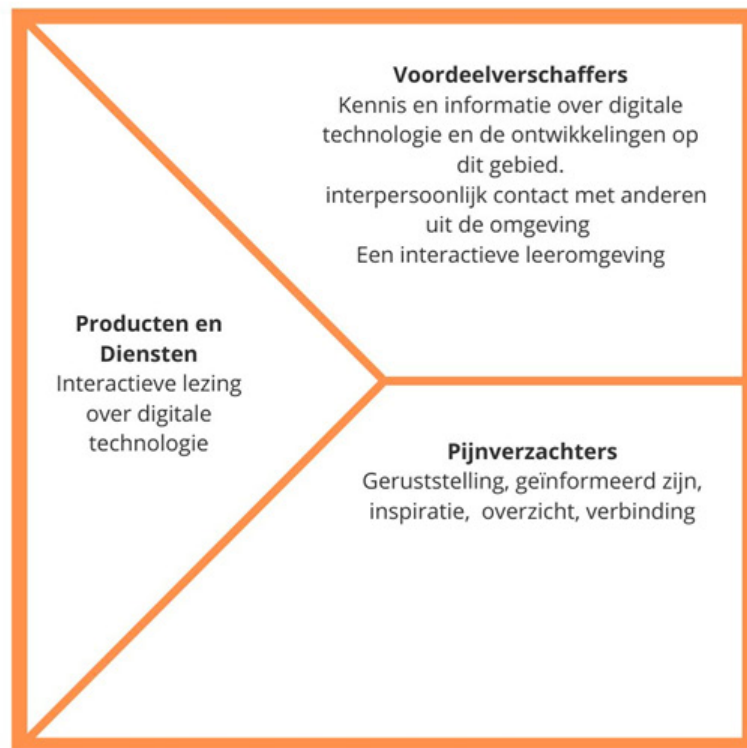 Voordeelverschaffers
Kennis en informatie over digitale
technologie en de ontwikkelingen op
dit gebied.
interpersoonlijk contact met anderen
uit de omgeving
Een interactieve leeromgeving
Producten en
Diensten
Interactieve lezing
over digitale
technologie
Pijnverzachters
Geruststelling, geïnformeerd zijn,
inspiratie, overzicht, verbinding